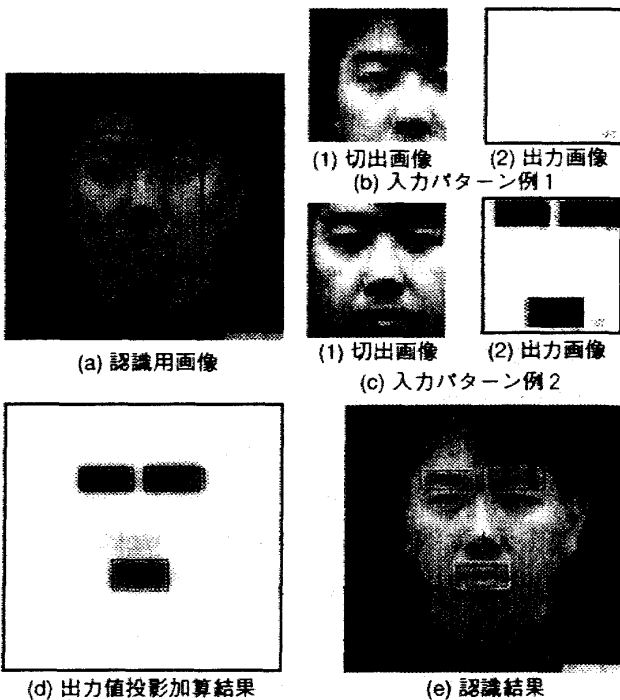 (1) 切出画像
(2) 出力画像
(b) 入力パターン例1
(a) 認識用画像
(1) 切出画像
(2) 出力画像
(c) 入力パターン例2
(d) 出力値投影加算結果
(e) 認識結果